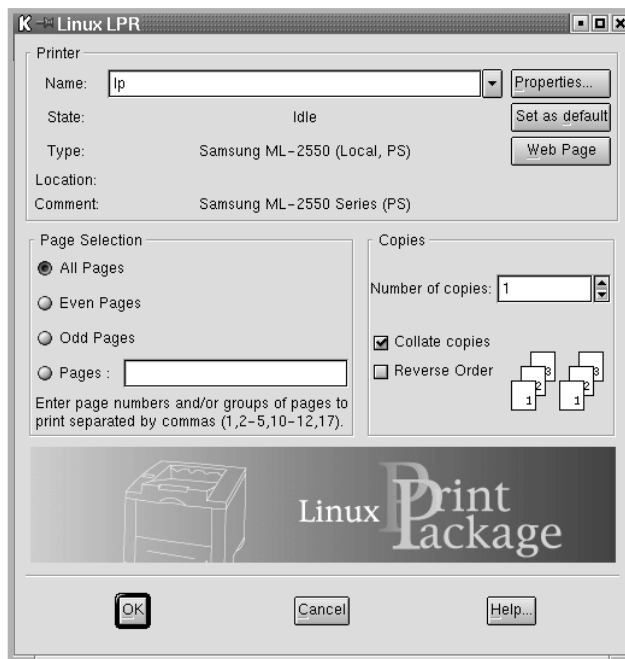 Linux LPR
Printer
Name: lp
Properties...
State: Idle
Set as default
Type: Samsung ML-2550 (Local, PS)
Web Page
Location:
Comment: Samsung ML-2550 Series (PS)
Page Selection
All Pages
Even Pages
Odd Pages
Pages :
Enter page numbers and/or groups of pages to
print separated by commas (1,2-5,10-12,17).
Copies
Number of copies: 1
Collate copies
Reverse Order
3 3
2 2
1 1
Linux Print
Package
OK Cancel Help...